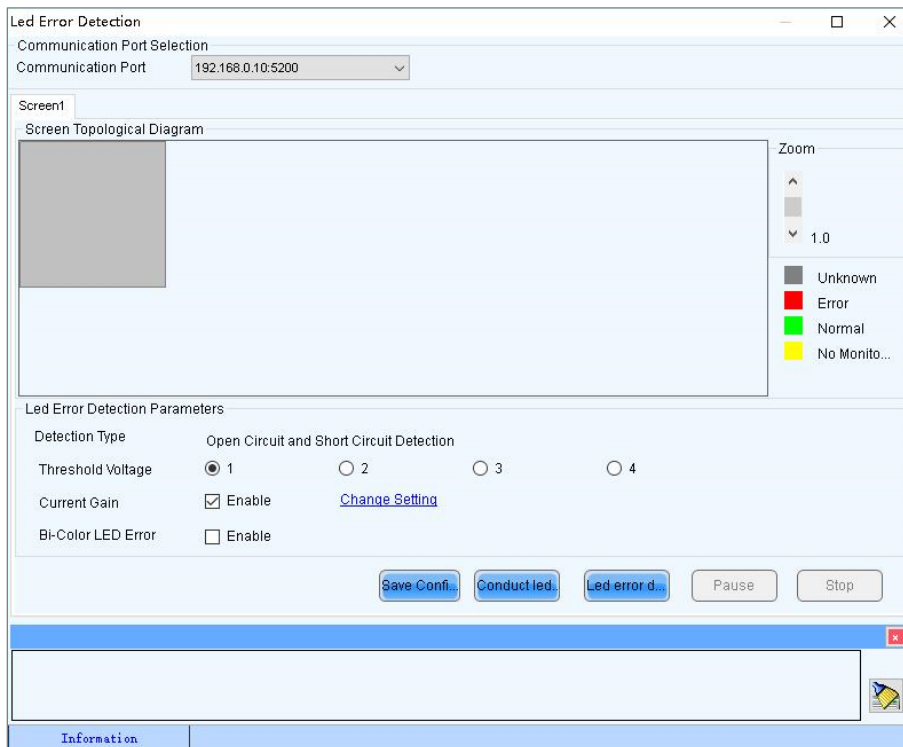 Led Error Detection
Communication Port Selection
Communication Port 192.168.0.10:5200
Screen1
Screen Topological Diagram
Zoom
1.0
Unknown
Error
Normal
No Monito...
Led Error Detection Parameters
Detection Type Open Circuit and Short Circuit Detection
Threshold Voltage 1 2 3 4
Current Gain Enable Change Setting
Bi-Color LED Error Enable
Save Confi... Conduct led.. Led error d... Pause Stop
Information